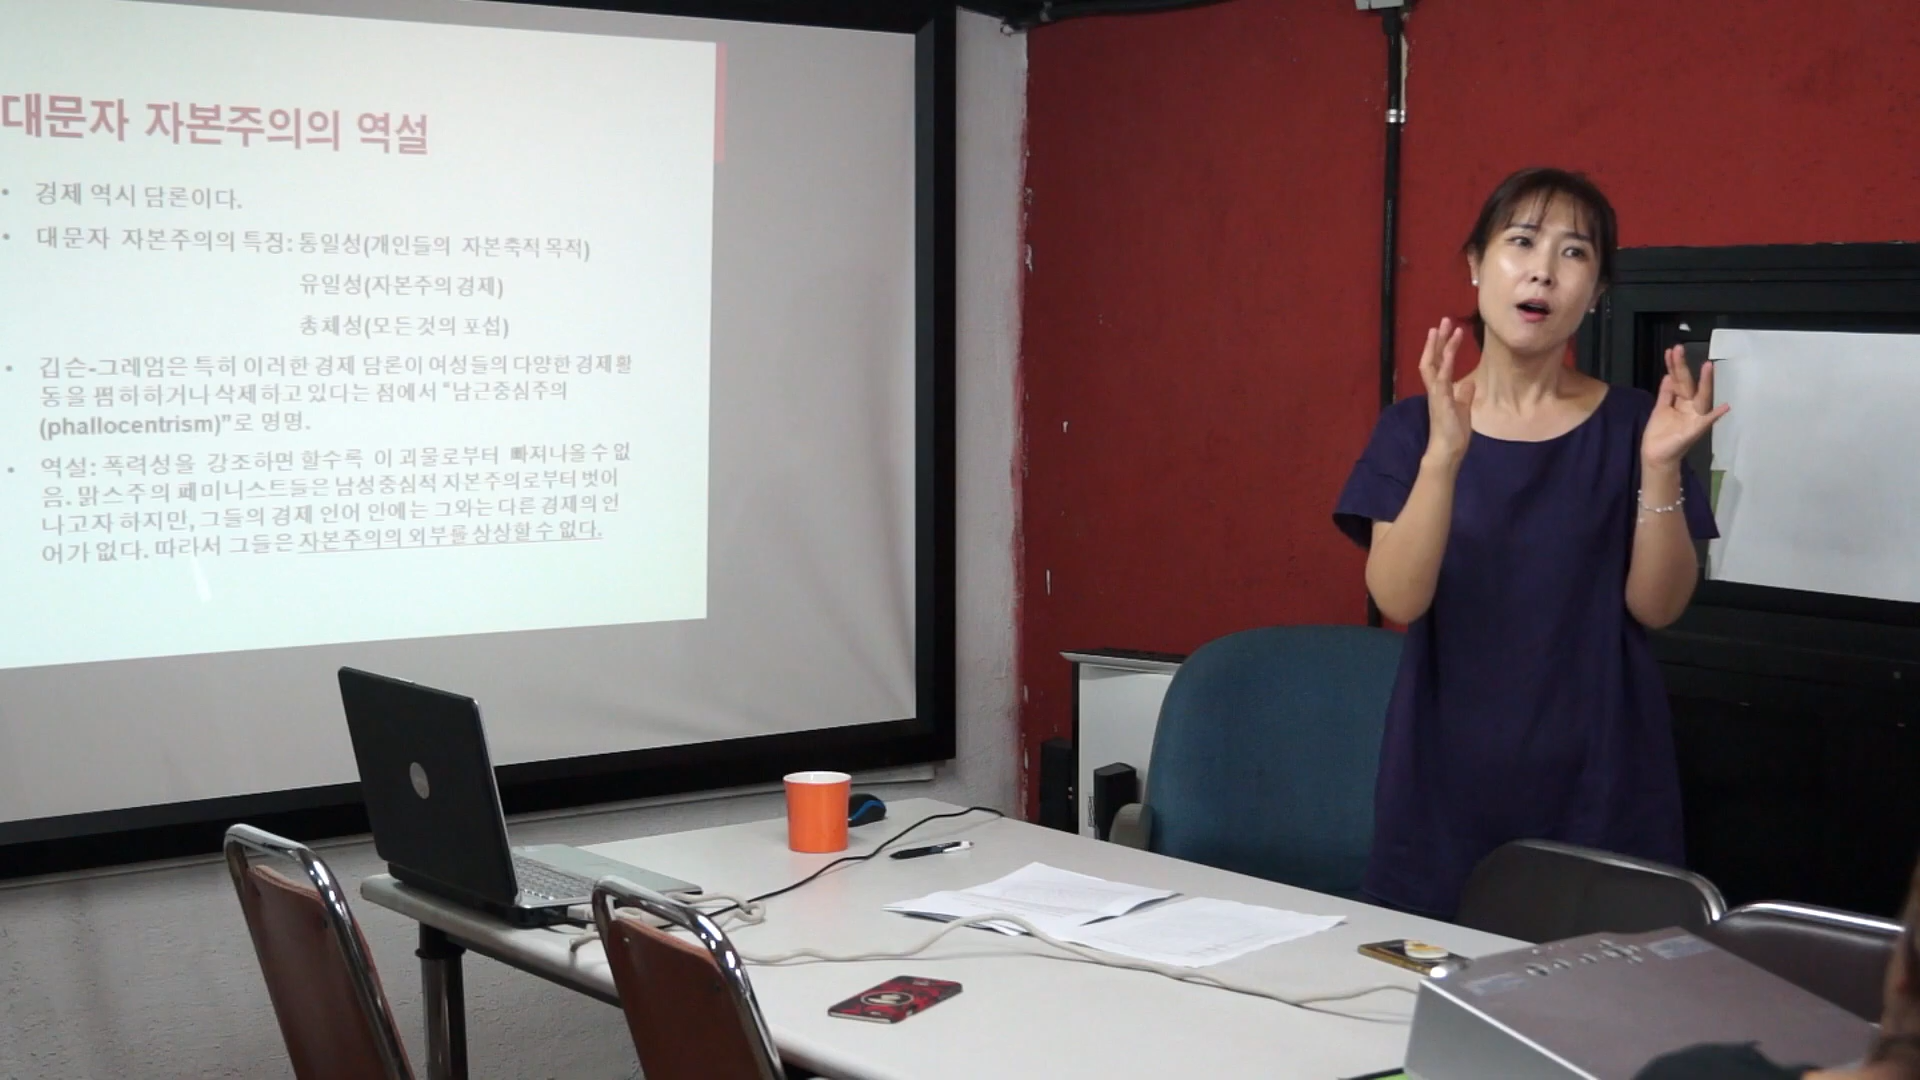 대문자 자본주의의 역설
• 경제 역시 담론이다.
• 대문자 자본주의의 특징: 통일성(개인들의 자본축적 목적)
유일성(자본주의 경제)
총체성(모든 것의 포섭)
• 깁슨-그레엄은 특히 이러한 경제 담론이 여성들의 다양한 경제 활
동을 폄하하거나 삭제하고 있다는 점에서 “남근중심주의
(phallocentrism)”로 명명.
• 역설: 폭력성을 강조하면 할수록 이 괴물로부터 빠져나올 수 없
음. 맑스주의 페미니스트들은 남성중심적 자본주의로부터 벗어
나고자 하지만, 그들의 경제 언어 안에는 그와는 다른 경제의 언
어가 없다. 따라서 그들은 자본주의의 외부를 상상할 수 없다.